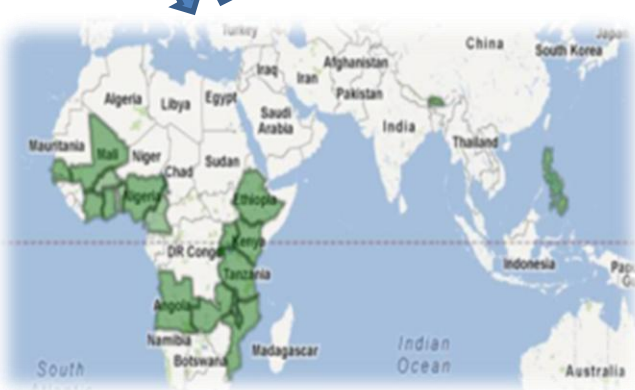 Turkey
Japan
China
South Korea
Iraq
Iran
Afghanistan
Algeria
Libya
Egypt
Saudi
Arabia
Pakistan
India
Thailand
Mauritania
Mali
Niger
Chad
Sudan
Nigeria
Ethiopia
DR Congo
Kenya
Tanzania
Indonesia
Angola
Namibia
Botswana
Madagascar
Indian
Ocean
South
Australia